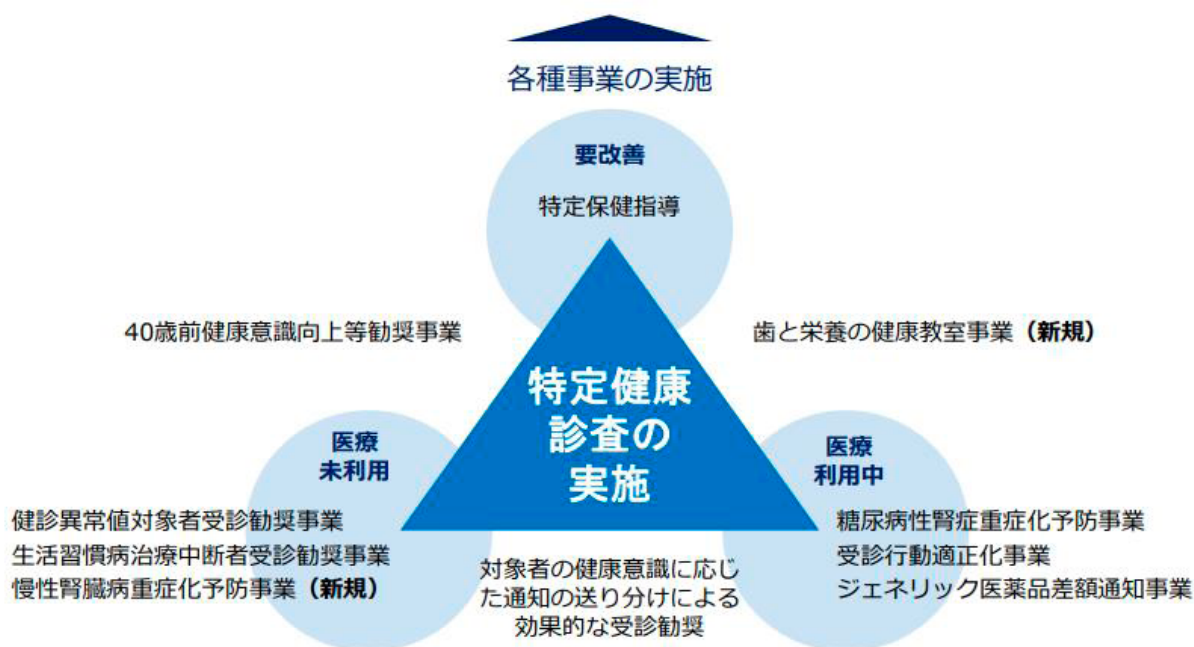 各種事業の実施
要改善
特定保健指導
40歳前健康意識向上等勧奨事業
歯と栄養の健康教室事業（新規）
特定健康
診査の
実施
医療
未利用
健診異常値対象者受診勧奨事業
生活習慣病治療中断者受診勧奨事業
慢性腎臓病重症化予防事業（新規）
対象者の健康意識に応じ
た通知の送り分けによる
効果的な受診勧奨
医療
利用中
糖尿病性腎症重症化予防事業
受診行動適正化事業
ジェネリック医薬品差額通知事業